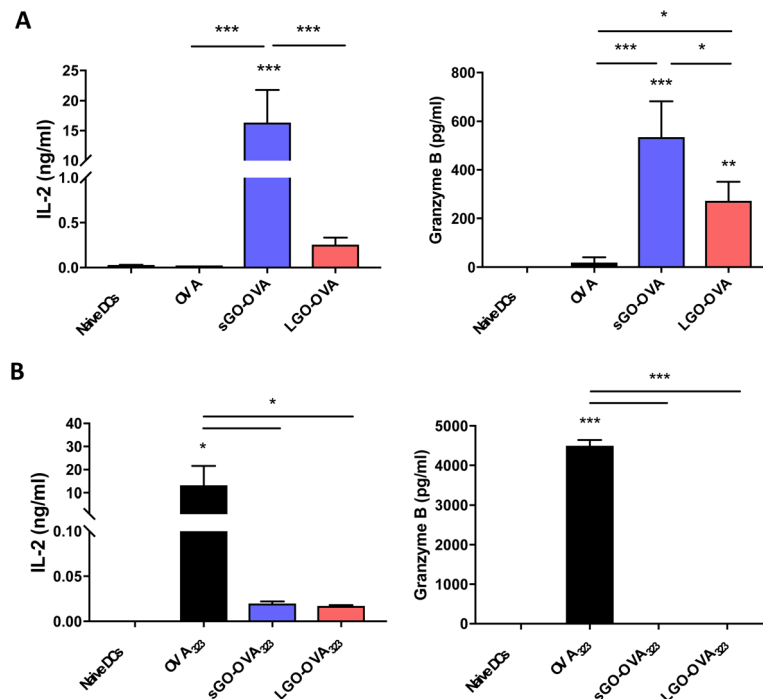 A
*** ***
***
25
20
15
10
1.0
0.5
0.0
IL-2 (ng/ml)
Naive DCs
OVA
sGO-OVA
LGO-OVA
*
*** *
***
**
800
600
400
200
0
Granzyme B (pg/ml)
Naive DCs
OVA
sGO-OVA
LGO-OVA
B
*
*
40
30
20
10
0.10
0.05
0.00
IL-2 (ng/ml)
Naive DCs
OVA323
sGO-OVA323
LGO-OVA323
***
***
5000
4000
3000
2000
1000
0
Granzyme B (pg/ml)
Naive DCs
OVA323
sGO-OVA323
LGO-OVA323